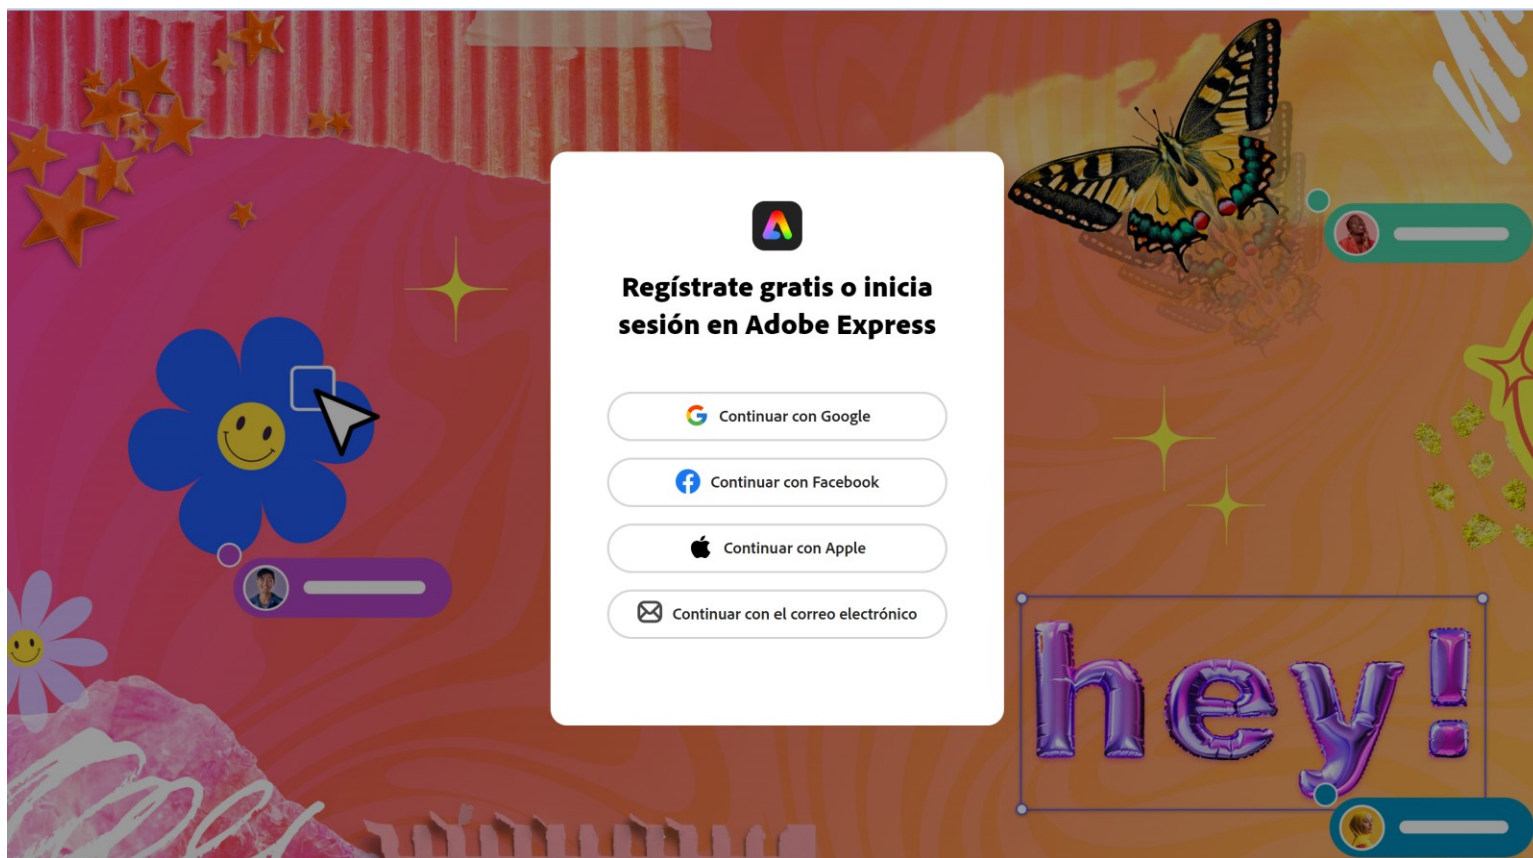 Regístrate gratis o inicia
sesión en Adobe Express
Continuar con Google
Continuar con Facebook
Continuar con Apple
Continuar con el correo electrónico
hey!